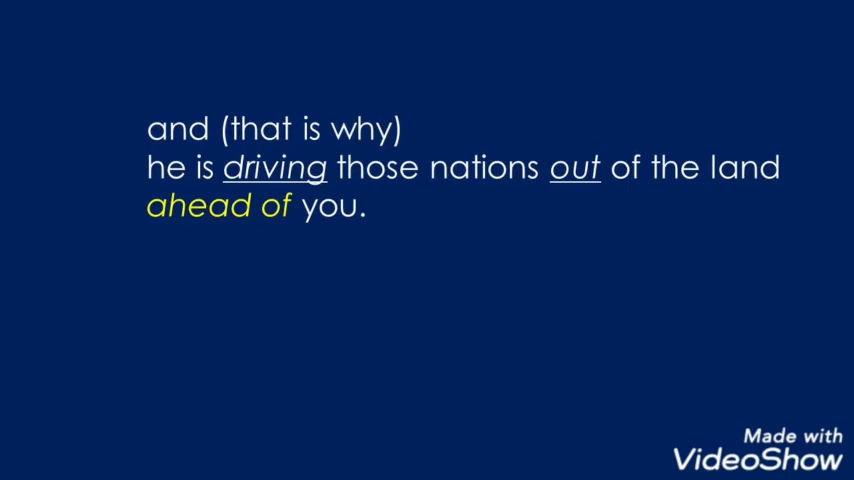 and (that is why)
he is driving those nations out of the land
ahead of you.
Made with
VideoShow